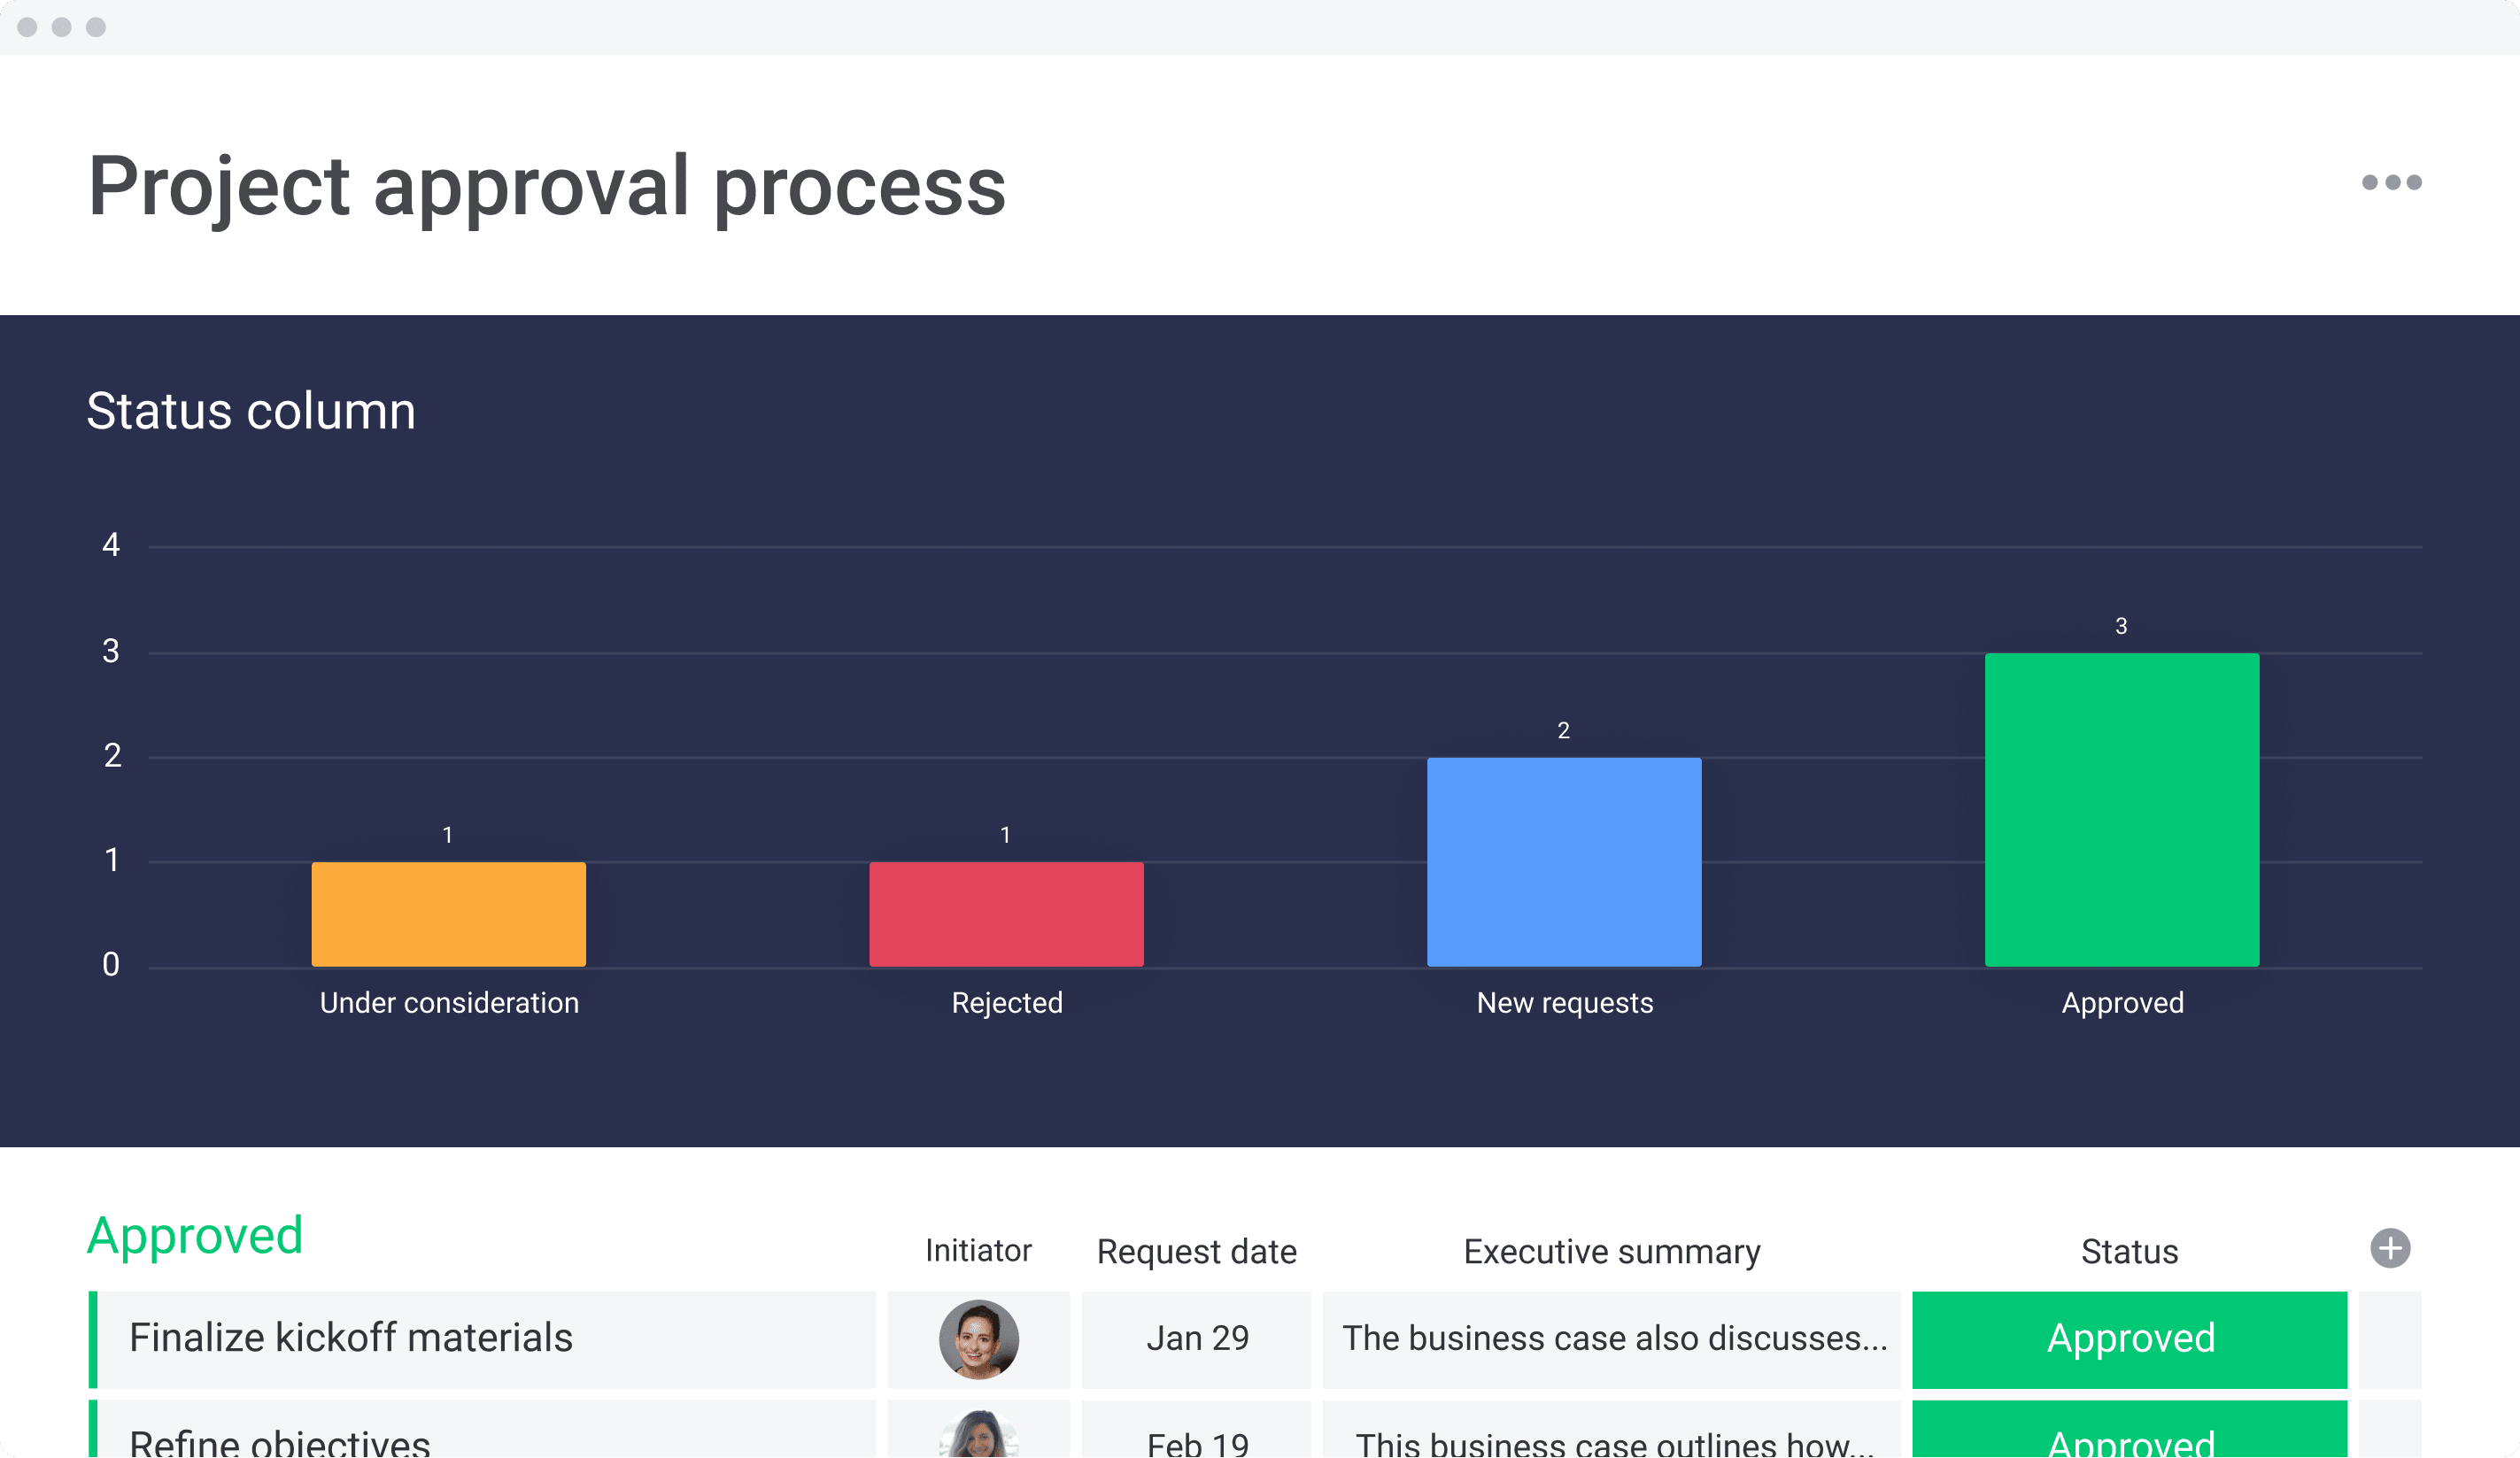 Project approval process
Status column
4
3
2
1
0
1
1
2
3
Under consideration
Rejected
New requests
Approved
Approved
Initiator
Request date
Executive summary
Status
Finalize kickoff materials
Jan 29
The business case also discusses...
Approved
Refine objectives
Feb 19
This business case outlines how...
Approved